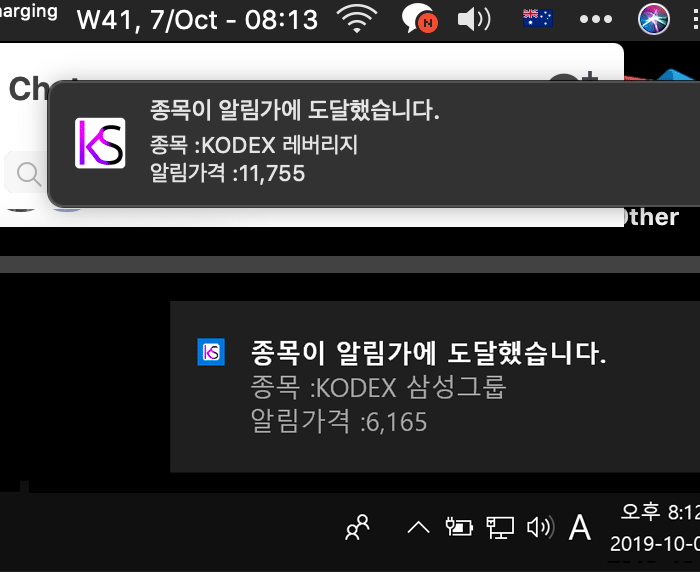 arging W41, 7/Oct - 08:13
종목이 알림가에 도달했습니다.
종목 :KODEX 레버리지
알림가격 :11,755
ther
종목이 알림가에 도달했습니다.
종목 :KODEX 삼성그룹
알림가격 :6,165
A 오후 8:12
2019-10-0